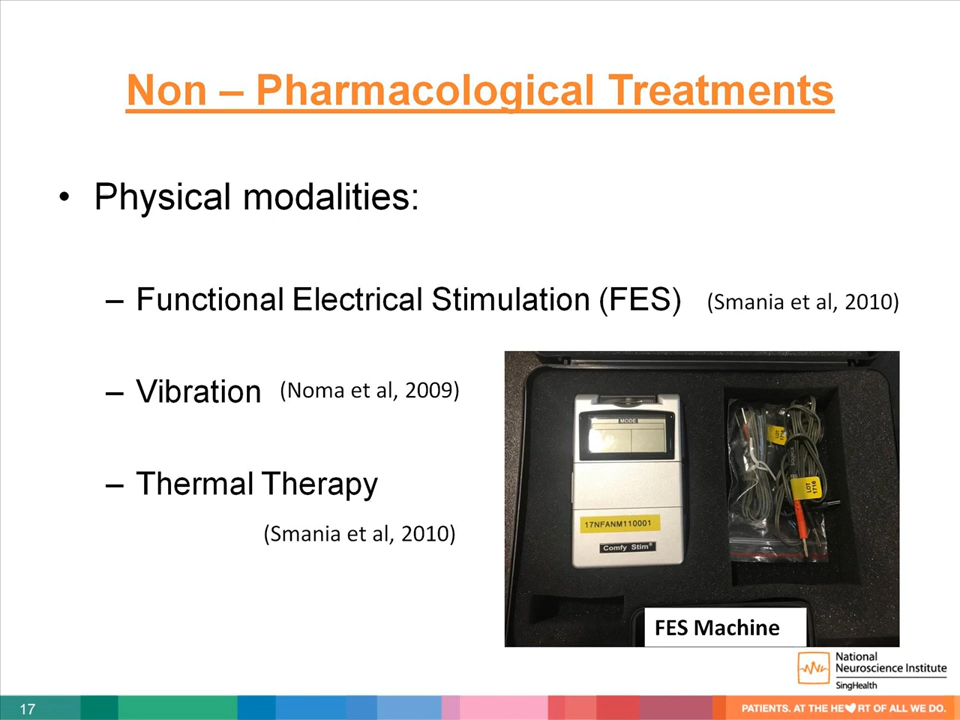 Non – Pharmacological Treatments
• Physical modalities:
– Functional Electrical Stimulation (FES) (Smania et al, 2010)
– Vibration (Noma et al, 2009)
– Thermal Therapy
(Smania et al, 2010)
MODE
LOT
1718
17NFANM110001
Comfy Stim®
FES Machine
National
Neuroscience Institute
SingHealth
17
PATIENTS. AT THE HE♥RT OF ALL WE DO.